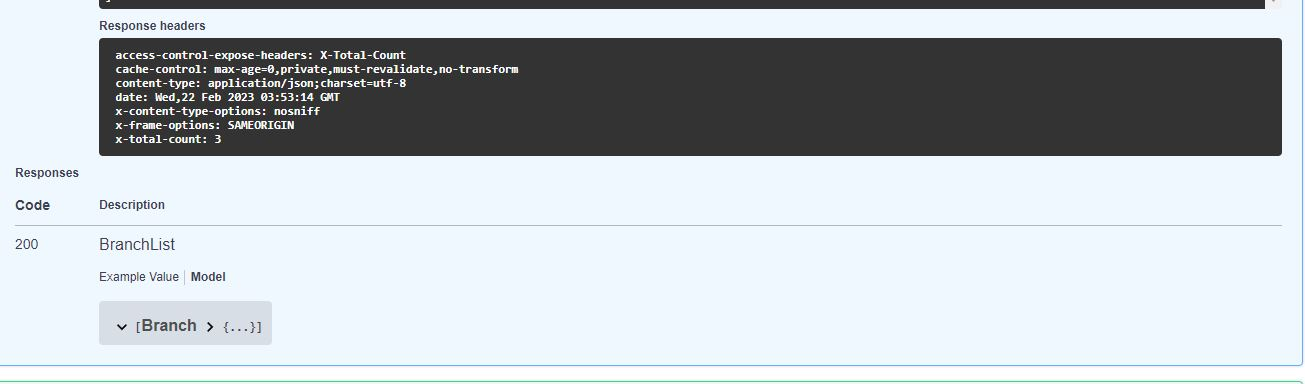 Response headers
access-control-expose-headers: X-Total-Count
cache-control: max-age=0,private,must-revalidate,no-transform
content-type: application/json;charset=utf-8
date: Wed,22 Feb 2023 03:53:14 GMT
x-content-type-options: nosniff
x-frame-options: SAMEORIGIN
x-total-count: 3
Responses
Code Description
200 BranchList
Example Value Model
[Branch {...}]